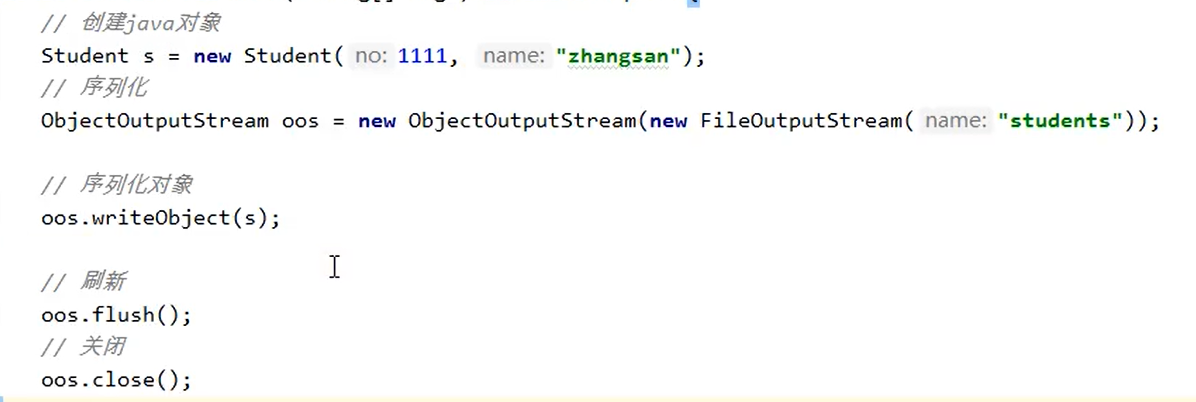 // 创建java对象
Student s = new Student( no: 1111, name: "zhangsan");
// 序列化
ObjectOutputStream oos = new ObjectOutputStream(new FileOutputStream( name: "students"));
// 序列化对象
oos.writeObject(s);
// 刷新
oos.flush();
// 关闭
oos.close();